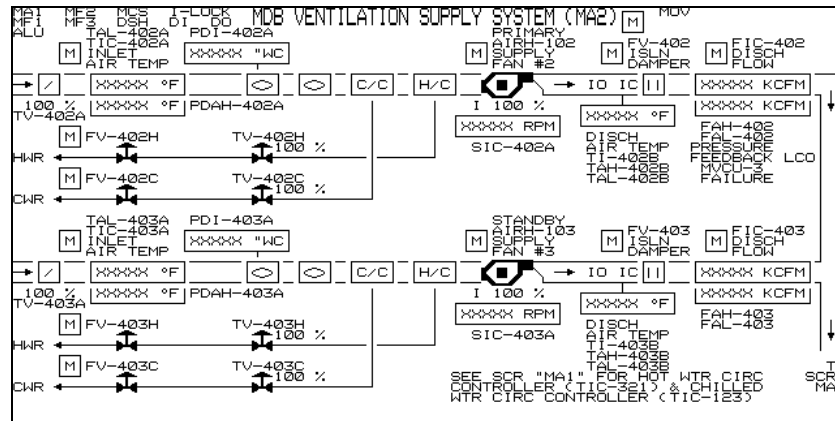 MA1 MF2 MCS I-LOCK MDB VENTILATION SUPPLY SYSTEM (MA2) M MOV
MF1 MF3 DSH DI DO
ALU TAL-402A PDI-402A PRIMARY
M TIC-402A XXXXX "WC M AIRH-102 M FV-402 M FIC-402
INLET SUPPLY ISLN DISCH
AIR TEMP FAN #2 DAMPER FLOW
/ XXXXX °F C/C H/C IO IC XXXXX KCFM
100 % XXXXX °F PDAH-402A I 100 % XXXXX °F XXXXX KCFM
TV-402A XXXXX RPM FAH-402
M FV-402H TV-402H SIC-402A DISCH FAL-402
100 % AIR TEMP PRESSURE
HWR TI-402B FEEDBACK LCO
M FV-402C TV-402C TAH-402B MVCU-3
100 % TAL-402B FAILURE
CWR
TAL-403A PDI-403A STANDBY
M TIC-403A XXXXX "WC M AIRH-103 M FV-403 M FIC-403
INLET SUPPLY ISLN DISCH
AIR TEMP FAN #3 DAMPER FLOW
/ XXXXX °F C/C H/C IO IC XXXXX KCFM
100 % XXXXX °F PDAH-403A I 100 % XXXXX °F XXXXX KCFM
TV-403A XXXXX RPM FAH-403
M FV-403H TV-403H SIC-403A DISCH FAL-403
100 % AIR TEMP
HWR TI-403B
M FV-403C TV-403C TAH-403B
100 % TAL-403B
CWR SEE SCR "MA1" FOR HOT WTR CIRC SCR
CONTROLLER (TIC-321) & CHILLED MA
WTR CIRC CONTROLLER (TIC-123)